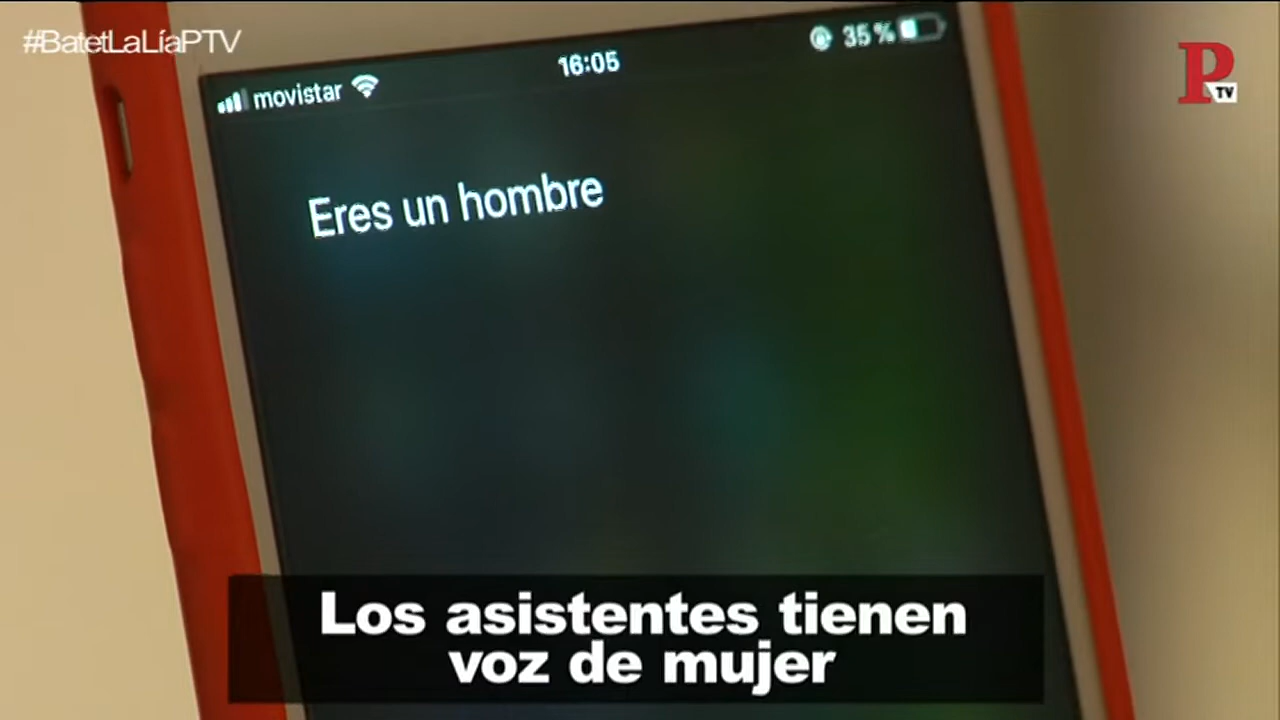 #BatetLaLíaPTV
P
TV
movistar
16:05
35 %
Eres un hombre
Los asistentes tienen
voz de mujer